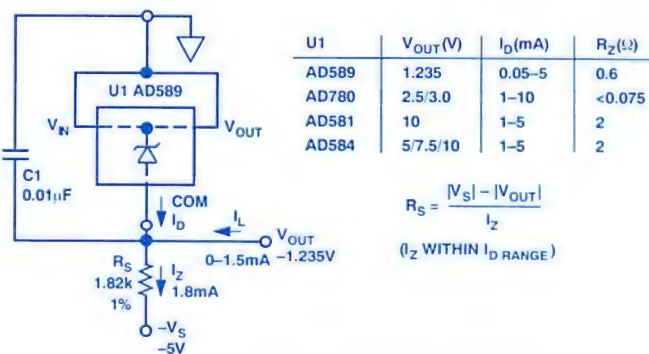 U1 AD589
V_IN
V_OUT
C1
0.01μF
COM
I_D
I_L
V_OUT
0–1.5mA –1.235V
R_S
1.82k
1%
I_Z
1.8mA
–V_S
–5V
U1 V_OUT(V) I_D(mA) R_Z(Ω)
AD589 1.235 0.05–5 0.6
AD780 2.5/3.0 1–10 <0.075
AD581 10 1–5 2
AD584 5/7.5/10 1–5 2
R_S = |V_S| – |V_OUT|
I_Z
(I_Z WITHIN I_D RANGE)